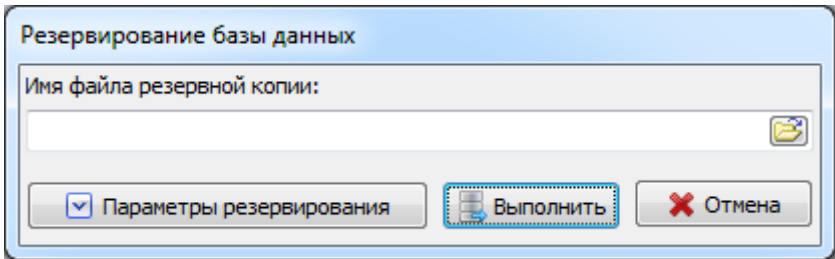 Резервирование базы данных
Имя файла резервной копии:
Параметры резервирования Выполнить Отмена